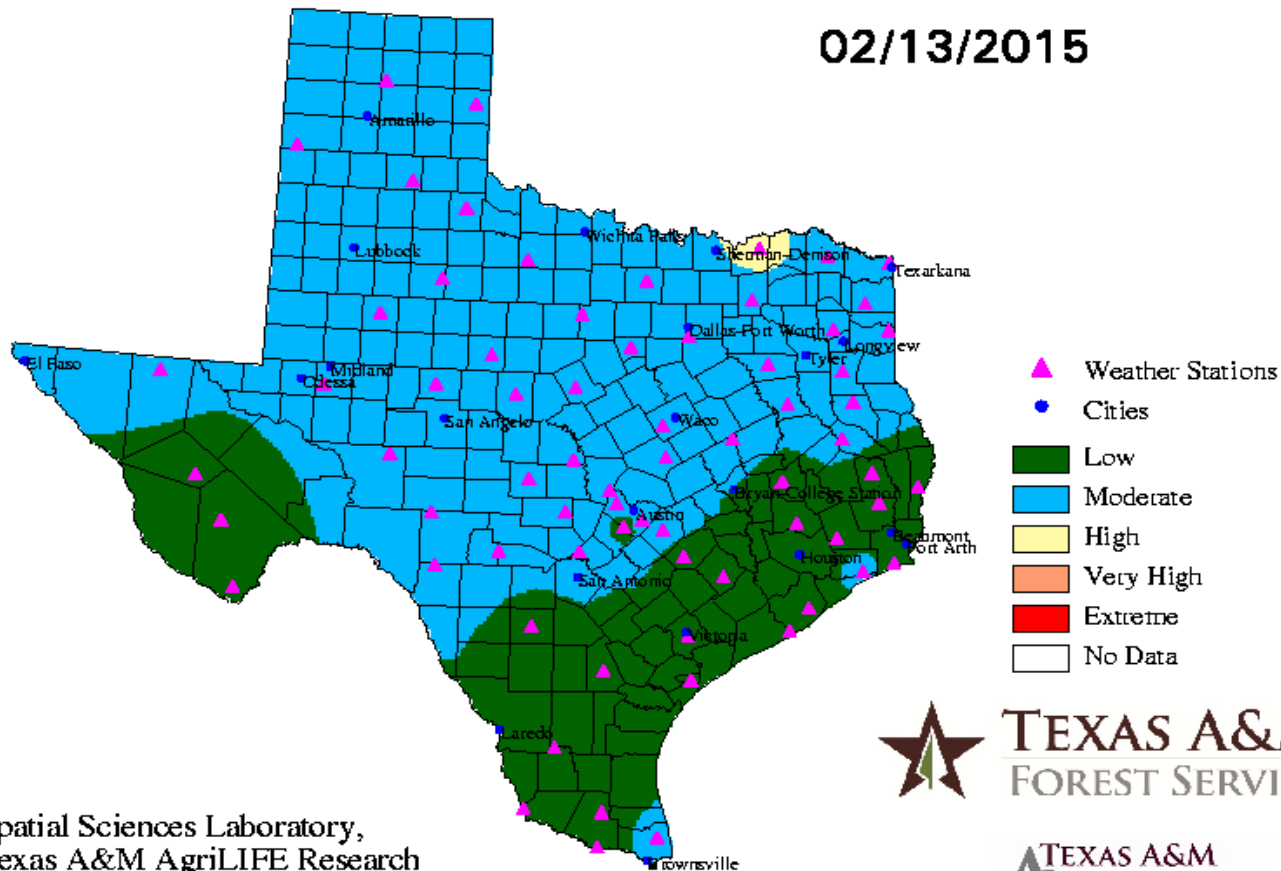 02/13/2015
Amarillo
Lubbock
Wichita Falls
Sherman-Denison
Texarkana
Dallas-Fort Worth
Longview
Tyler
El Paso
Midland
Odessa
San Angelo
Waco
Bryan-College Station
Austin
Beaumont
Port Arth
Houston
San Antonio
Victoria
Laredo
Brownsville
Weather Stations
Cities
Low
Moderate
High
Very High
Extreme
No Data
TEXAS A&
FOREST SERVI
patial Sciences Laboratory,
exas A&M AgriLIFE Research
TEXAS A&M